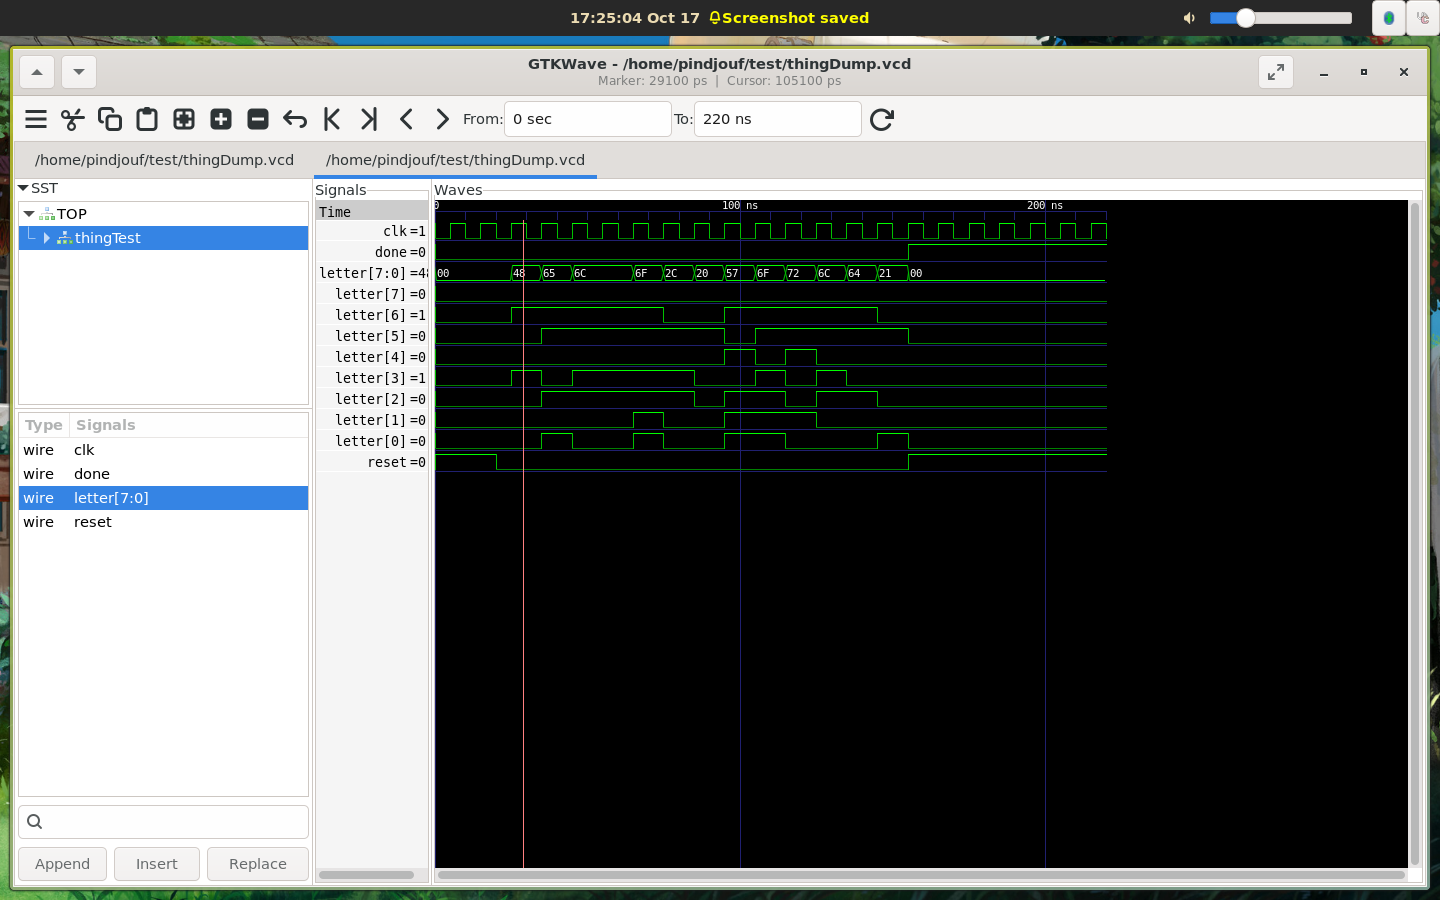 17:25:04 Oct 17 Screenshot saved
GTKWave - /home/pindjouf/test/thingDump.vcd
Marker: 29100 ps | Cursor: 105100 ps
From: 0 sec To: 220 ns
/home/pindjouf/test/thingDump.vcd /home/pindjouf/test/thingDump.vcd
SST
TOP
thingTest
Type Signals
wire clk
wire done
wire letter[7:0]
wire reset
Append Insert Replace
Signals
Time
clk=1
done=0
letter[7:0]=48
letter[7]=0
letter[6]=1
letter[5]=0
letter[4]=0
letter[3]=1
letter[2]=0
letter[1]=0
letter[0]=0
reset=0
Waves
0 100 ns 200 ns
00 48 65 6C 6F 2C 20 57 6F 72 6C 64 21 00